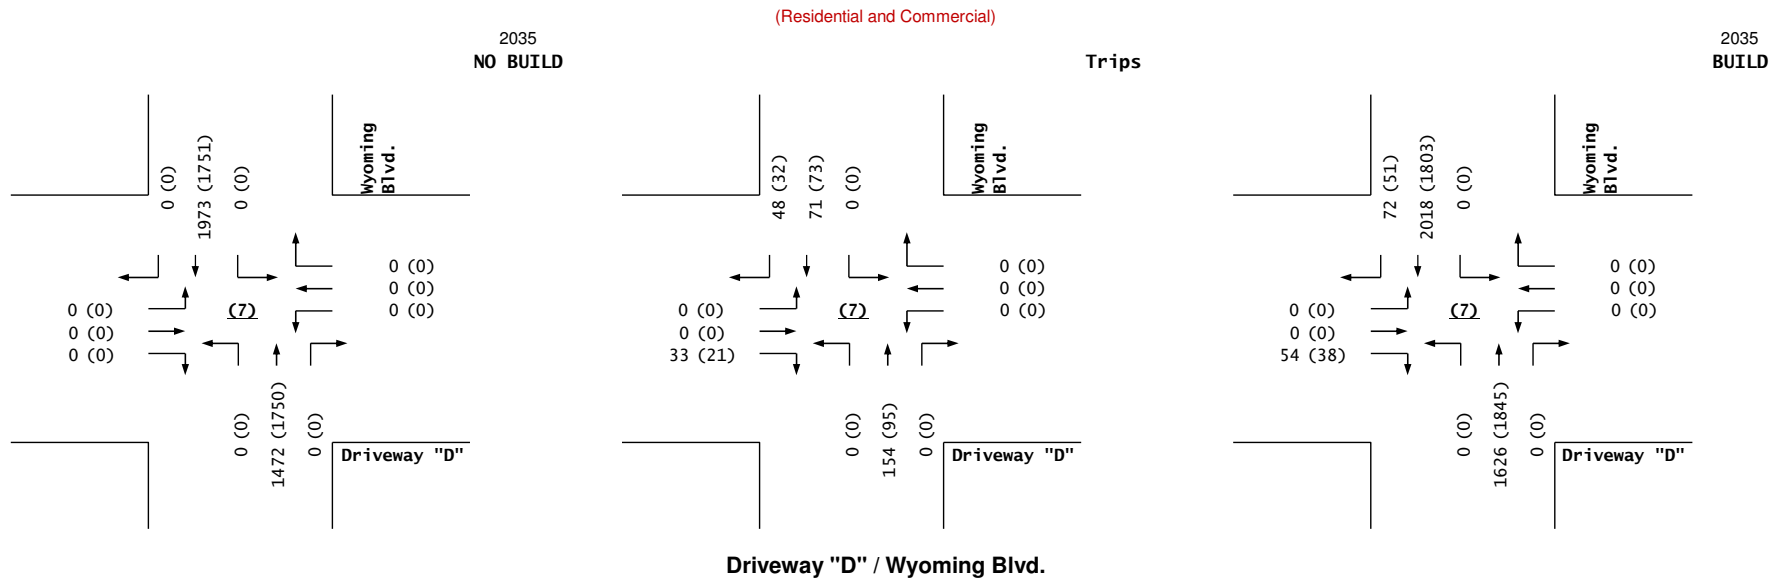 (Residential and Commercial)
2035
NO BUILD
Trips
2035
BUILD
Wyoming
Blvd.
0 (0)
1973 (1751)
0 (0)
0 (0)
0 (0)
0 (0)
0 (0)
0 (0)
0 (0)
(7)
0 (0)
1472 (1750)
0 (0)
Driveway "D"
Wyoming
Blvd.
48 (32)
71 (73)
0 (0)
0 (0)
0 (0)
0 (0)
0 (0)
0 (0)
33 (21)
(7)
0 (0)
154 (95)
0 (0)
Driveway "D"
Wyoming
Blvd.
72 (51)
2018 (1803)
0 (0)
0 (0)
0 (0)
0 (0)
0 (0)
0 (0)
54 (38)
(7)
0 (0)
1626 (1845)
0 (0)
Driveway "D"
Driveway "D" / Wyoming Blvd.